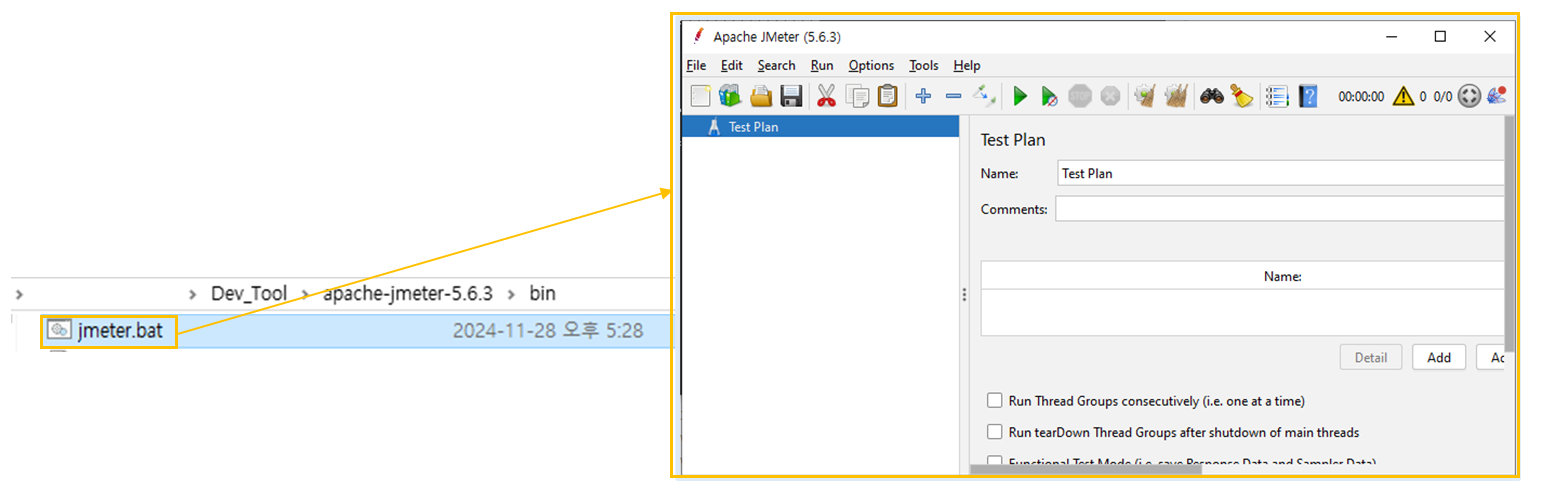 Apache JMeter (5.6.3)
File Edit Search Run Options Tools Help
STOP 00:00:00 0 0/0
Test Plan
Test Plan
Name: Test Plan
Comments:
Name:
Detail Add
Run Thread Groups consecutively (i.e. one at a time)
Run tearDown Thread Groups after shutdown of main threads
Functional Test Mode (i.e. save Response Data and Sampler Data)
> > Dev_Tool > apache-jmeter-5.6.3 > bin
jmeter.bat 2024-11-28 오후 5:28